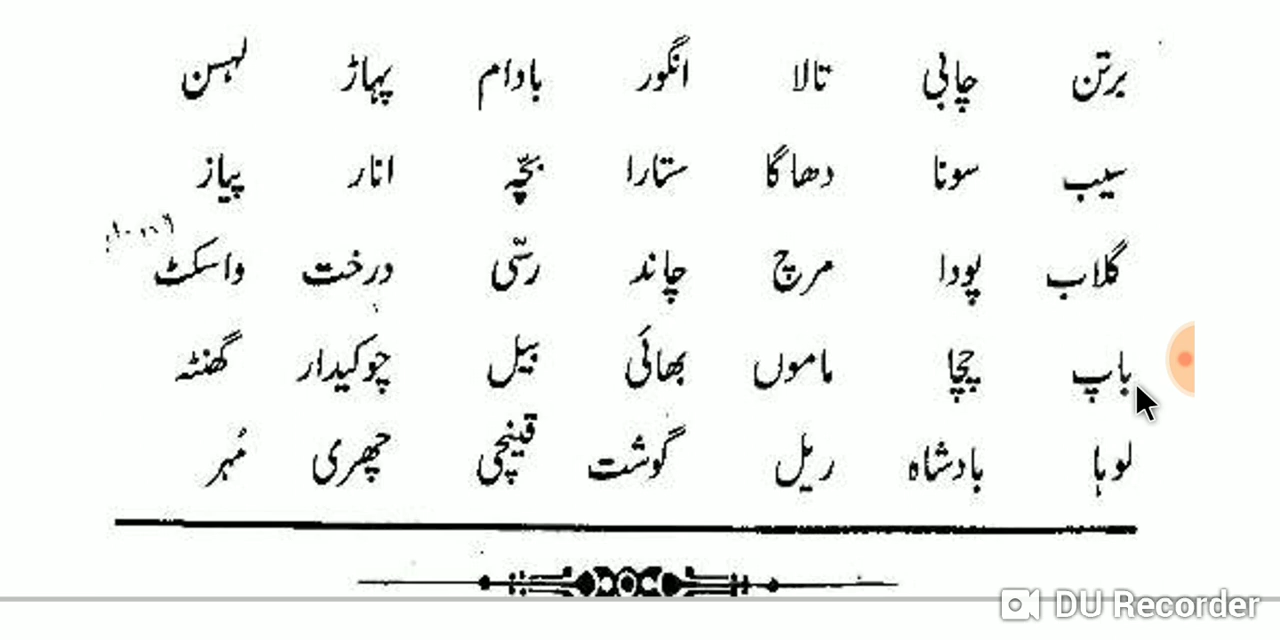 برتن چابی تالا انگور بادام پہاڑ لہسن
سیب سونا دھاگا ستارا بچّہ انار پیاز
گلاب پودا مرچ چاند رسّی درخت واسکٹ
باپ چچا ماموں بھائی بیل چوکیدار گھنٹہ
لوہا بادشاہ ریل گوشت قینچی چھری مُہر
DU Recorder